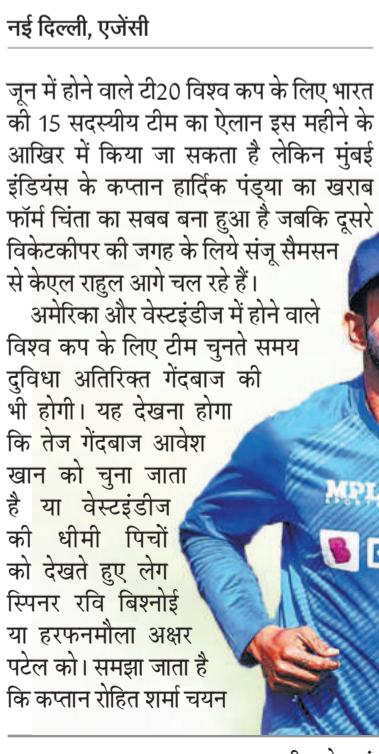 नई दिल्ली, एजेंसी
जून में होने वाले टी20 विश्व कप के लिए भारत
की 15 सदस्यीय टीम का ऐलान इस महीने के
आखिर में किया जा सकता है लेकिन मुंबई
इंडियंस के कप्तान हार्दिक पंड्या का खराब
फॉर्म चिंता का सबब बना हुआ है जबकि दूसरे
विकेटकीपर की जगह के लिये संजू सैमसन
से केएल राहुल आगे चल रहे हैं।
अमेरिका और वेस्टइंडीज में होने वाले
विश्व कप के लिए टीम चुनते समय
दुविधा अतिरिक्त गेंदबाज की
भी होगी। यह देखना होगा
कि तेज गेंदबाज आवेश
खान को चुना जाता
है या वेस्टइंडीज
की धीमी पिचों
को देखते हुए लेग
स्पिनर रवि बिश्नोई
या हरफनमौला अक्षर
पटेल को। समझा जाता है
कि कप्तान रोहित शर्मा चयन
MPL
SPORTS